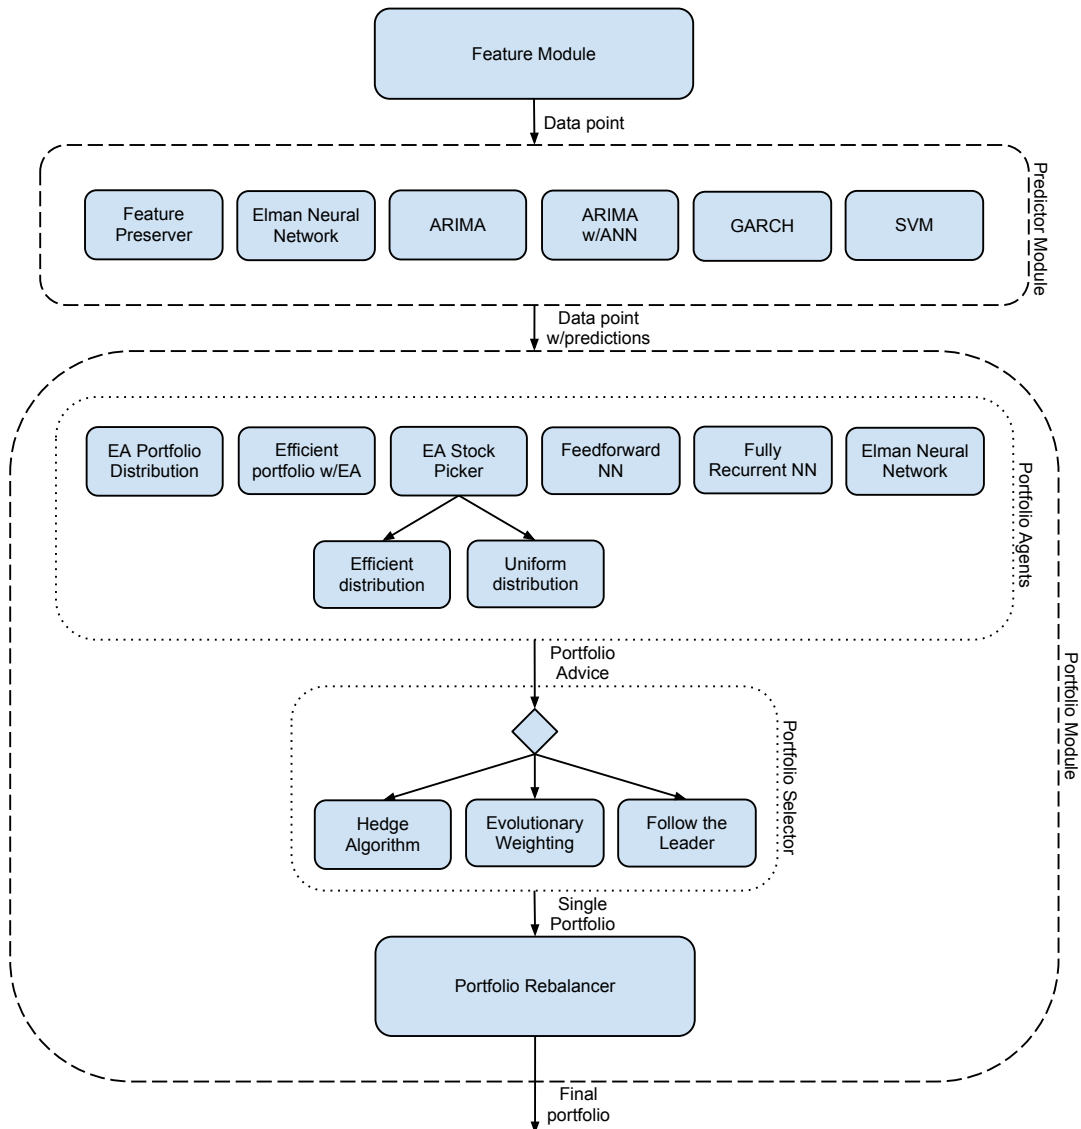 Feature Module
Data point
Predictor Module
Feature
Preserver
Elman Neural
Network
ARIMA
ARIMA
w/ANN
GARCH
SVM
Data point
w/predictions
Portfolio Module
Portfolio Agents
EA Portfolio
Distribution
Efficient
portfolio w/EA
EA Stock
Picker
Feedforward
NN
Fully
Recurrent NN
Elman Neural
Network
Efficient
distribution
Uniform
distribution
Portfolio
Advice
Portfolio Selector
Hedge
Algorithm
Evolutionary
Weighting
Follow the
Leader
Single
Portfolio
Portfolio Rebalancer
Final
portfolio